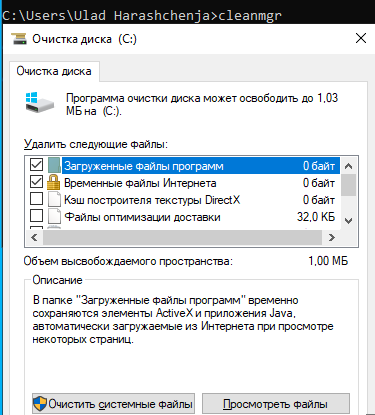 C:\Users\Ulad Harashchenja>cleanmgr
Очистка диска (C:)
Очистка диска
Программа очистки диска может освободить до 1,03
МБ на (C:).
Удалить следующие файлы:
Загруженные файлы программ 0 байт
Временные файлы Интернета 0 байт
Кэш построителя текстуры DirectX 0 байт
Файлы оптимизации доставки 32,0 КБ
Объем высвобождаемого пространства: 1,00 МБ
Описание
В папке "Загруженные файлы программ" временно
сохраняются элементы ActiveX и приложения Java,
автоматически загружаемые из Интернета при просмотре
некоторых страниц.
Очистить системные файлы Просмотреть файлы